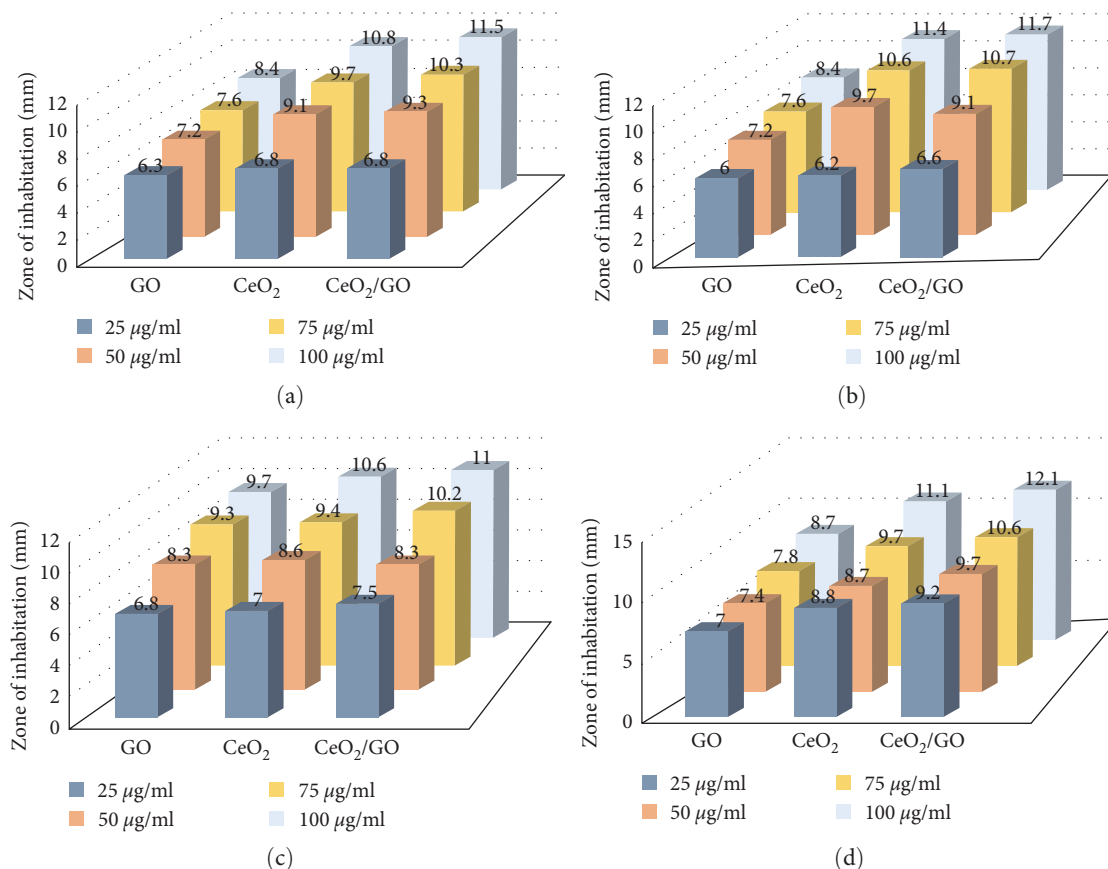 Zone of inhabitation (mm)
12
10
8
6
4
2
0
6.3
7.2
7.6
8.4
6.8
9.1
9.7
10.8
6.8
9.3
10.3
11.5
GO
CeO₂
CeO₂/GO
25 μg/ml
50 μg/ml
75 μg/ml
100 μg/ml
(a)
Zone of inhabitation (mm)
12
10
8
6
4
2
0
6
7.2
7.6
8.4
6.2
9.7
10.6
11.4
6.6
9.1
10.7
11.7
GO
CeO₂
CeO₂/GO
25 μg/ml
50 μg/ml
75 μg/ml
100 μg/ml
(b)
Zone of inhabitation (mm)
12
10
8
6
4
2
0
6.8
8.3
9.3
9.7
7
8.6
9.4
10.6
7.5
8.3
10.2
11
GO
CeO₂
CeO₂/GO
25 μg/ml
50 μg/ml
75 μg/ml
100 μg/ml
(c)
Zone of inhabitation (mm)
15
10
5
0
7
7.4
7.8
8.7
8.8
8.7
9.7
11.1
9.2
9.7
10.6
12.1
GO
CeO₂
CeO₂/GO
25 μg/ml
50 μg/ml
75 μg/ml
100 μg/ml
(d)